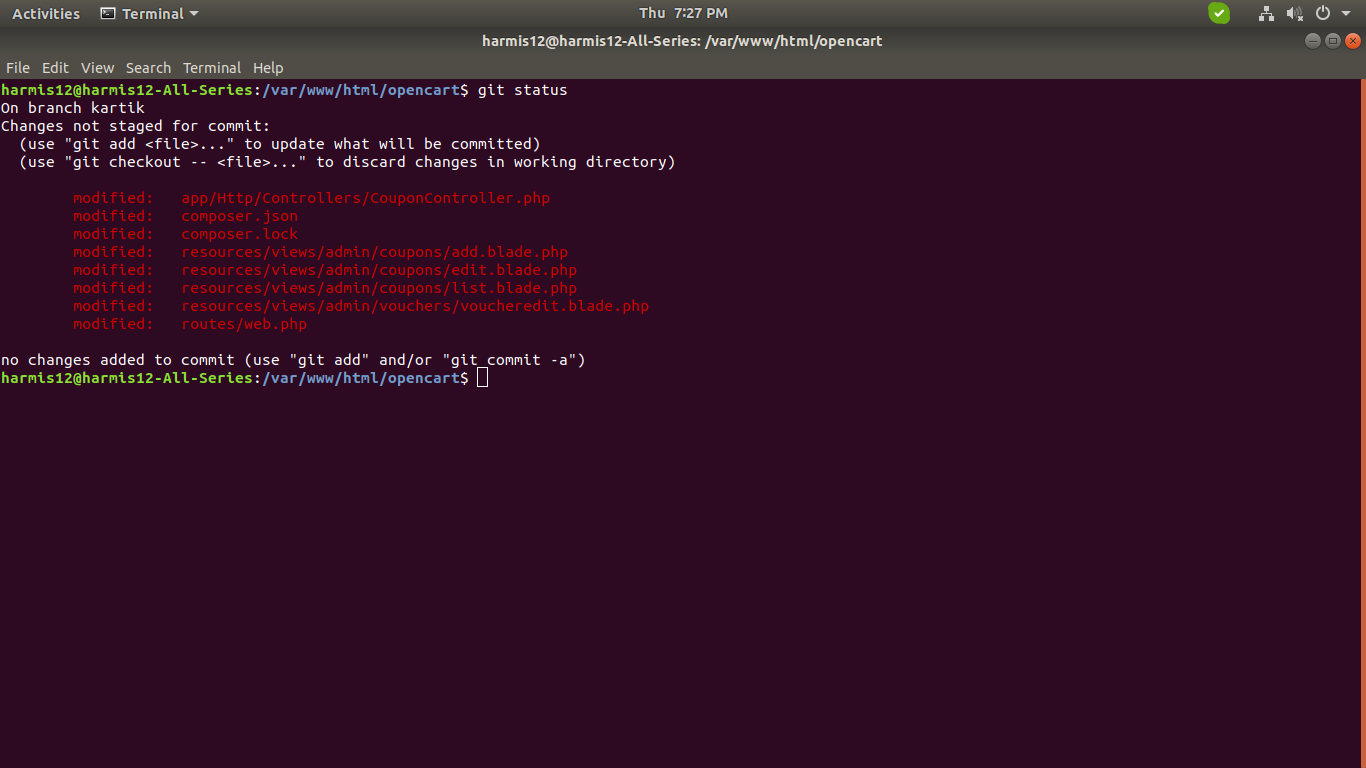 Activities Terminal Thu 7:27 PM
harmis12@harmis12-All-Series: /var/www/html/opencart
File Edit View Search Terminal Help
harmis12@harmis12-All-Series:/var/www/html/opencart$ git status
On branch kartik
Changes not staged for commit:
  (use "git add <file>..." to update what will be committed)
  (use "git checkout -- <file>..." to discard changes in working directory)

        modified:   app/Http/Controllers/CouponController.php
        modified:   composer.json
        modified:   composer.lock
        modified:   resources/views/admin/coupons/add.blade.php
        modified:   resources/views/admin/coupons/edit.blade.php
        modified:   resources/views/admin/coupons/list.blade.php
        modified:   resources/views/admin/vouchers/voucheredit.blade.php
        modified:   routes/web.php

no changes added to commit (use "git add" and/or "git commit -a")
harmis12@harmis12-All-Series:/var/www/html/opencart$